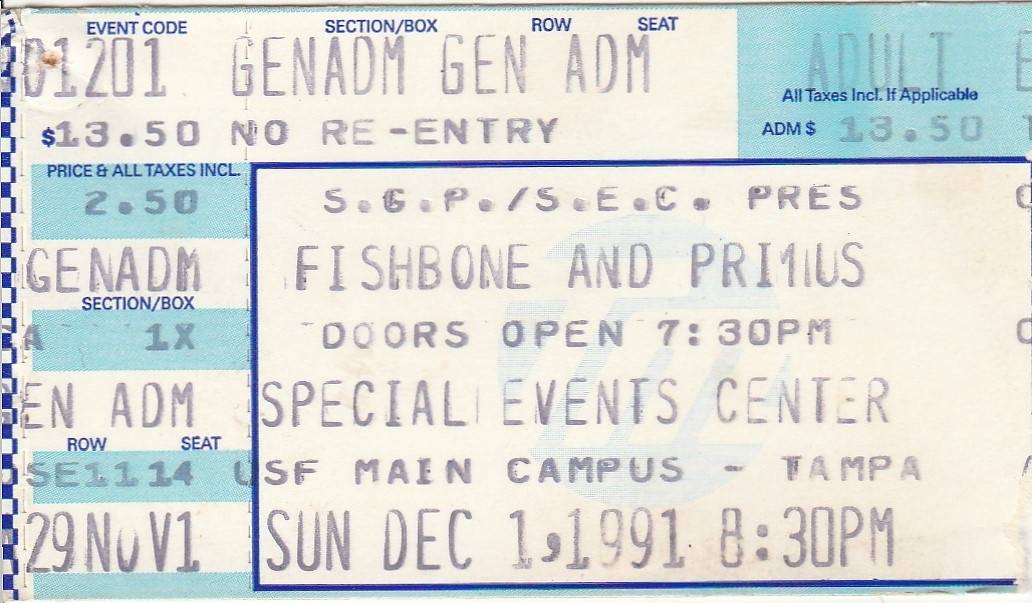 EVENT CODE SECTION/BOX ROW SEAT
01201 GENADM GEN ADM ADULT
All Taxes Incl. If Applicable
$13.50 NO RE-ENTRY ADM $ 13.50
PRICE & ALL TAXES INCL.
2.50 S.G.P./S.E.C. PRES
GENADM FISHBONE AND PRIMUS
SECTION/BOX
1X DOORS OPEN 7:30PM
EN ADM SPECIAL EVENTS CENTER
ROW SEAT
SE1114 USF MAIN CAMPUS - TAMPA
29NOV1 SUN DEC 1,1991 8:30PM